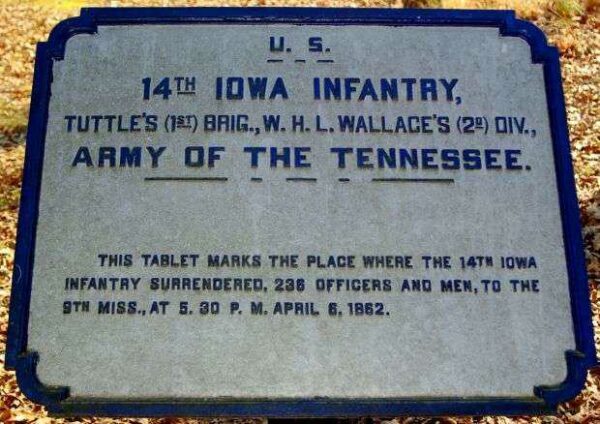 U. S.
14TH IOWA INFANTRY,
TUTTLE'S (1ST) BRIG., W. H. L. WALLACE'S (2D) DIV.,
ARMY OF THE TENNESSEE.
THIS TABLET MARKS THE PLACE WHERE THE 14TH IOWA
INFANTRY SURRENDERED, 236 OFFICERS AND MEN, TO THE
9TH MISS., AT 5. 30 P. M. APRIL 6, 1862.